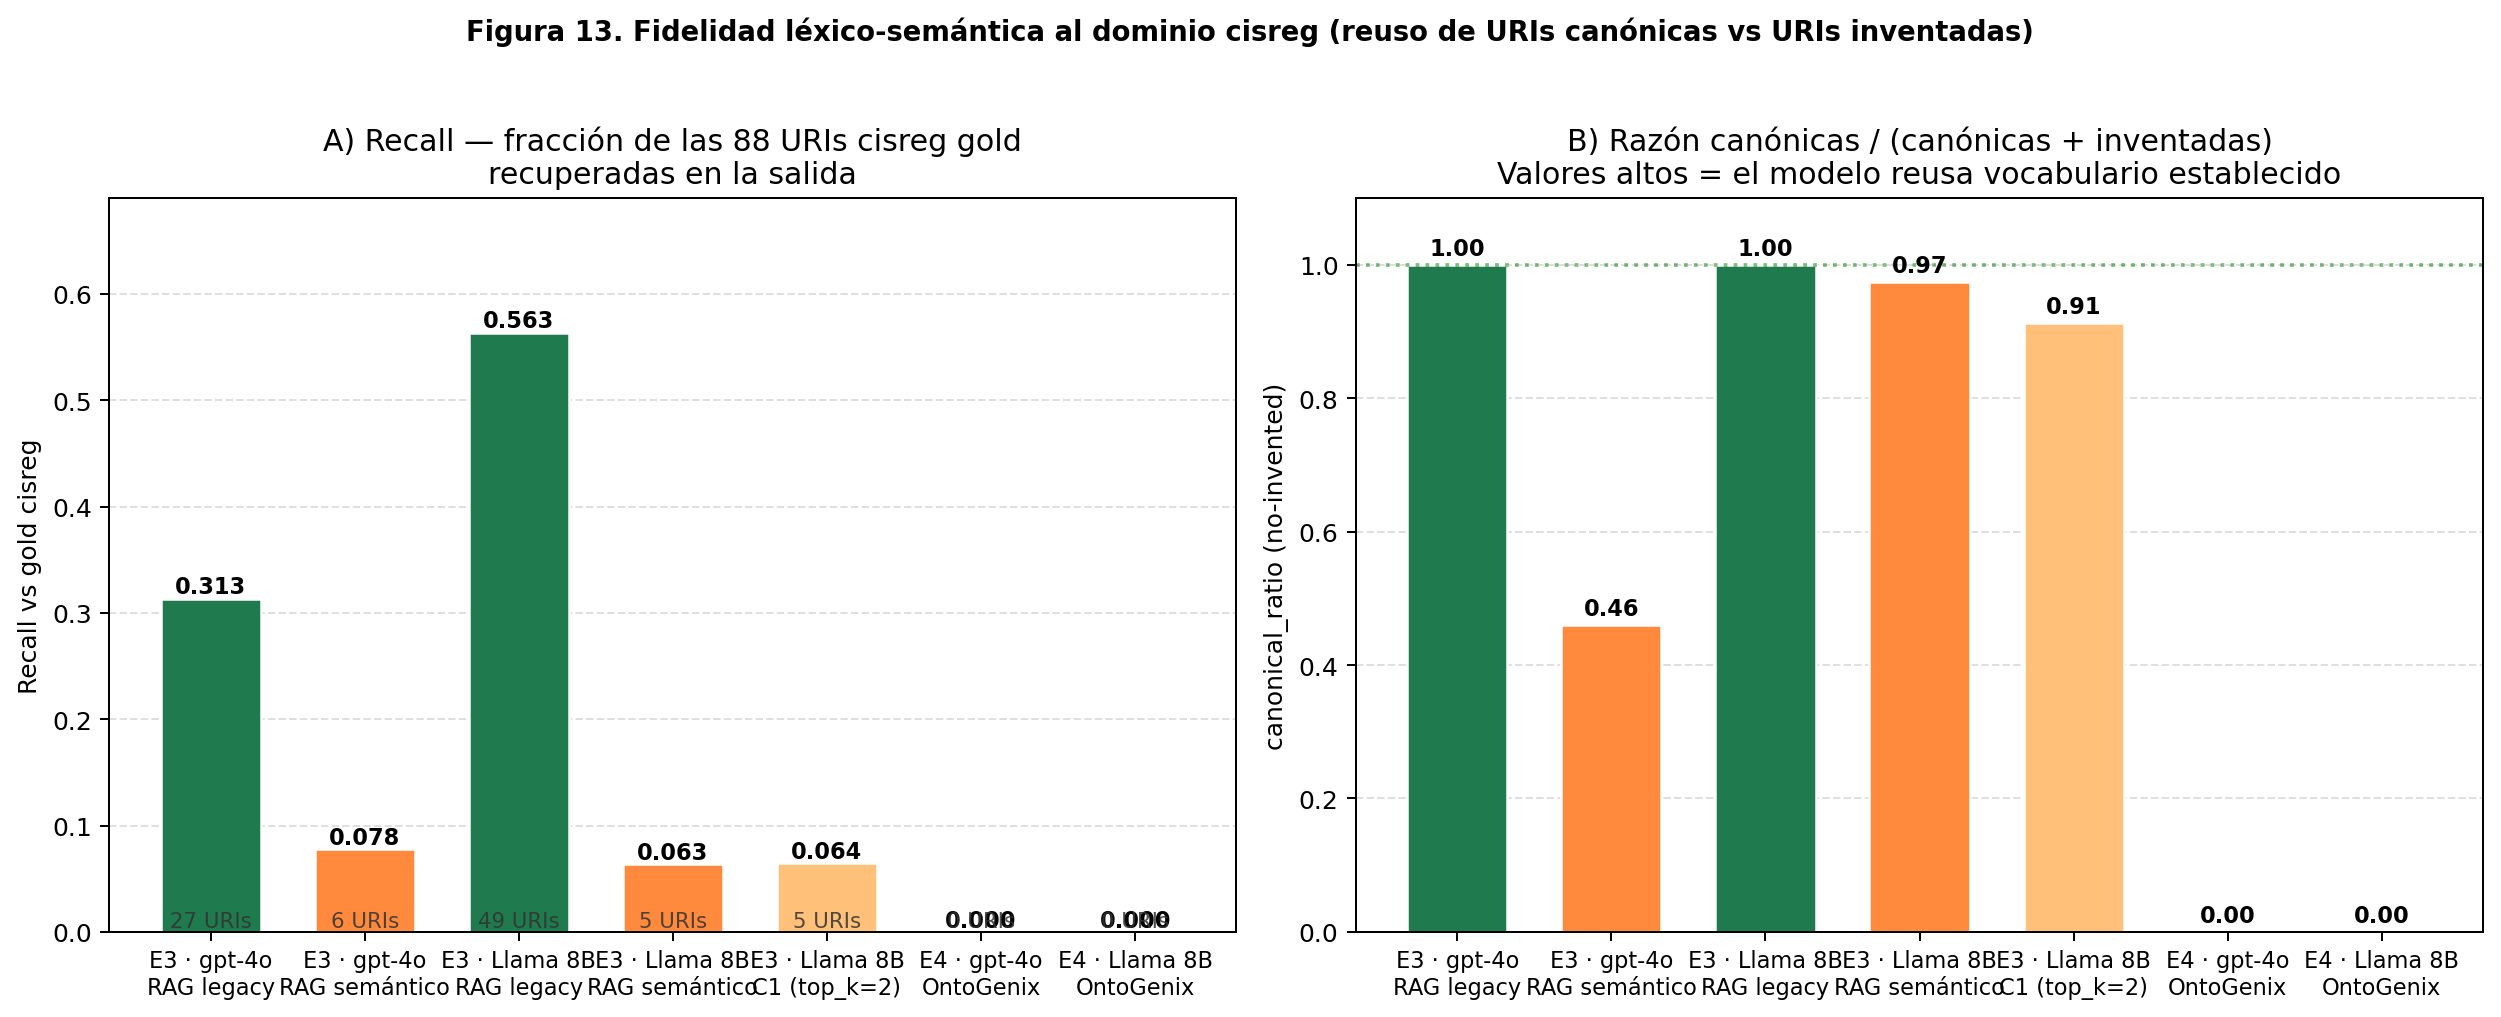 Figura 13. Fidelidad léxico-semántica al dominio cisreg (reuso de URIs canónicas vs URIs inventadas)
A) Recall — fracción de las 88 URIs cisreg gold
recuperadas en la salida
Recall vs gold cisreg
0.6
0.5
0.4
0.3
0.2
0.1
0.0
0.313
0.078
0.563
0.063
0.064
0.000
0.000
27 URIs
6 URIs
49 URIs
5 URIs
5 URIs
E3 · gpt-4o
RAG legacy
E3 · gpt-4o
RAG semántico
E3 · Llama 8B
RAG legacy
E3 · Llama 8B
RAG semántico
E3 · Llama 8B
C1 (top_k=2)
E4 · gpt-4o
OntoGenix
E4 · Llama 8B
OntoGenix
B) Razón canónicas / (canónicas + inventadas)
Valores altos = el modelo reusa vocabulario establecido
canonical_ratio (no-invented)
1.0
0.8
0.6
0.4
0.2
0.0
1.00
0.46
1.00
0.97
0.91
0.00
0.00
E3 · gpt-4o
RAG legacy
E3 · gpt-4o
RAG semántico
E3 · Llama 8B
RAG legacy
E3 · Llama 8B
RAG semántico
E3 · Llama 8B
C1 (top_k=2)
E4 · gpt-4o
OntoGenix
E4 · Llama 8B
OntoGenix